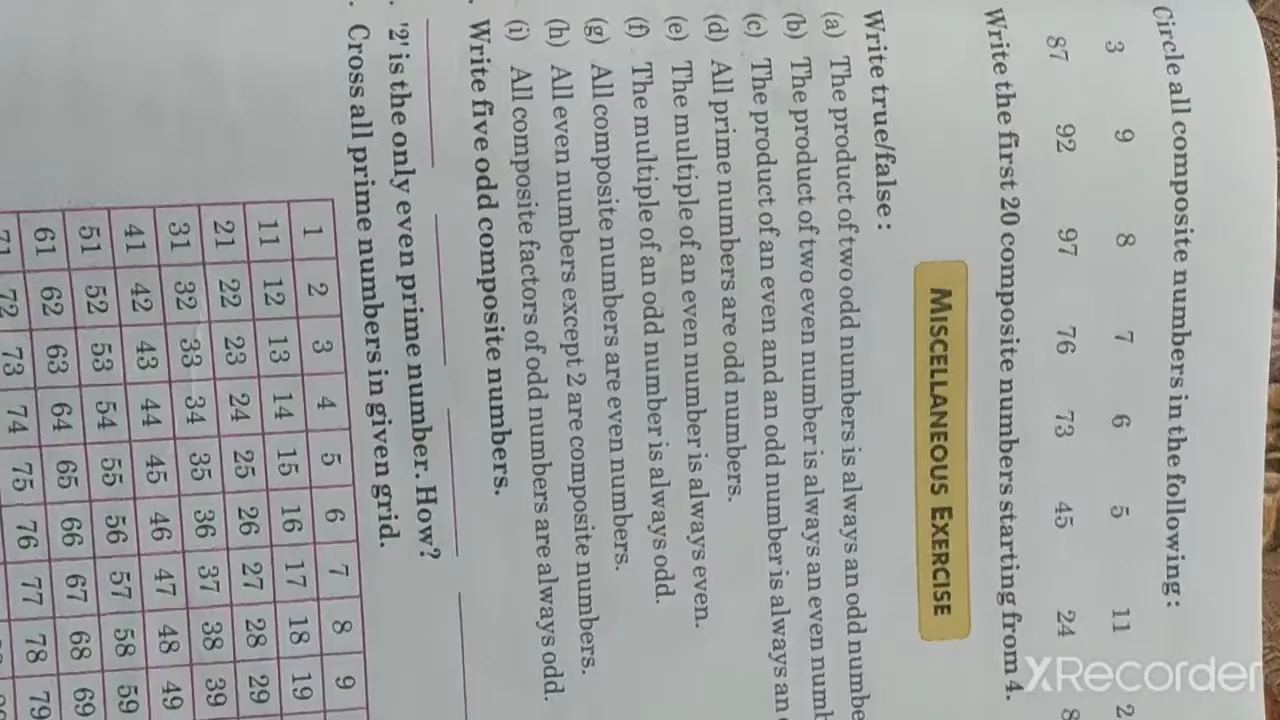 Circle all composite numbers in the following :
3 9 8 7 6 5 11 2
87 92 97 76 73 45 24 8
Write the first 20 composite numbers starting from 4.
MISCELLANEOUS EXERCISE
Write true/false :
(a) The product of two odd numbers is always an odd numbe
(b) The product of two even number is always an even numb
(c) The product of an even and an odd number is always an
(d) All prime numbers are odd numbers.
(e) The multiple of an even number is always even.
(f) The multiple of an odd number is always odd.
(g) All composite numbers are even numbers.
(h) All even numbers except 2 are composite numbers.
(i) All composite factors of odd numbers are always odd.
. Write five odd composite numbers.
. '2' is the only even prime number. How?
. Cross all prime numbers in given grid.
1 2 3 4 5 6 7 8 9
11 12 13 14 15 16 17 18 19
21 22 23 24 25 26 27 28 29
31 32 33 34 35 36 37 38 39
41 42 43 44 45 46 47 48 49
51 52 53 54 55 56 57 58 59
61 62 63 64 65 66 67 68 69
71 72 73 74 75 76 77 78 79
XRecorder